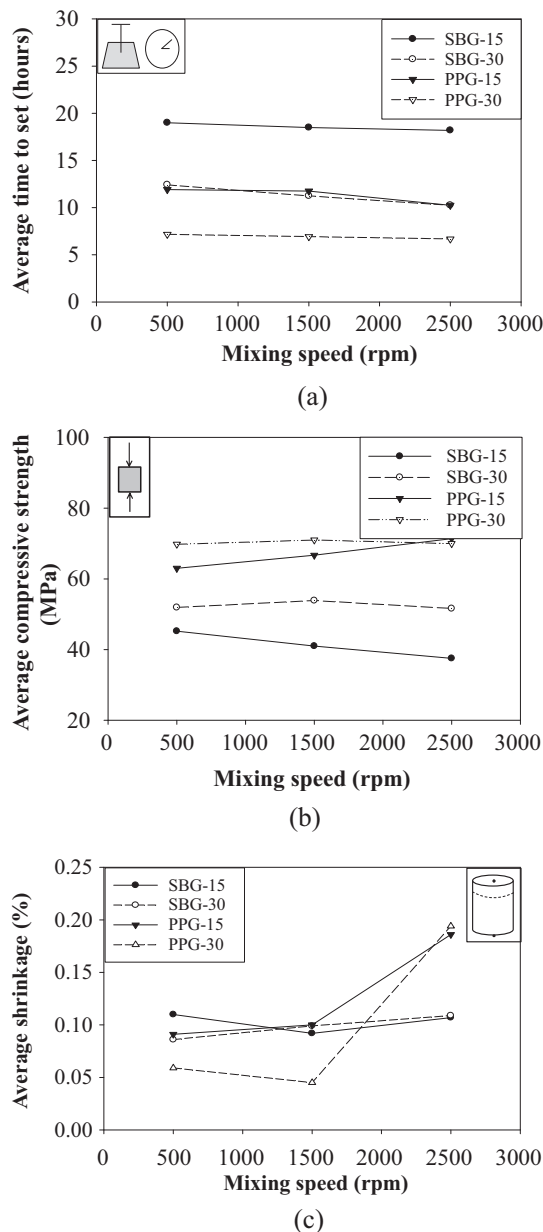 30
25
20
15
10
5
0
Average time to set (hours)
SBG-15
SBG-30
PPG-15
PPG-30
0 500 1000 1500 2000 2500 3000
Mixing speed (rpm)
(a)
100
80
60
40
20
Average compressive strength
(MPa)
SBG-15
SBG-30
PPG-15
PPG-30
0 500 1000 1500 2000 2500 3000
Mixing speed (rpm)
(b)
0.25
0.20
0.15
0.10
0.05
0.00
Average shrinkage (%)
SBG-15
SBG-30
PPG-15
PPG-30
0 500 1000 1500 2000 2500 3000
Mixing speed (rpm)
(c)